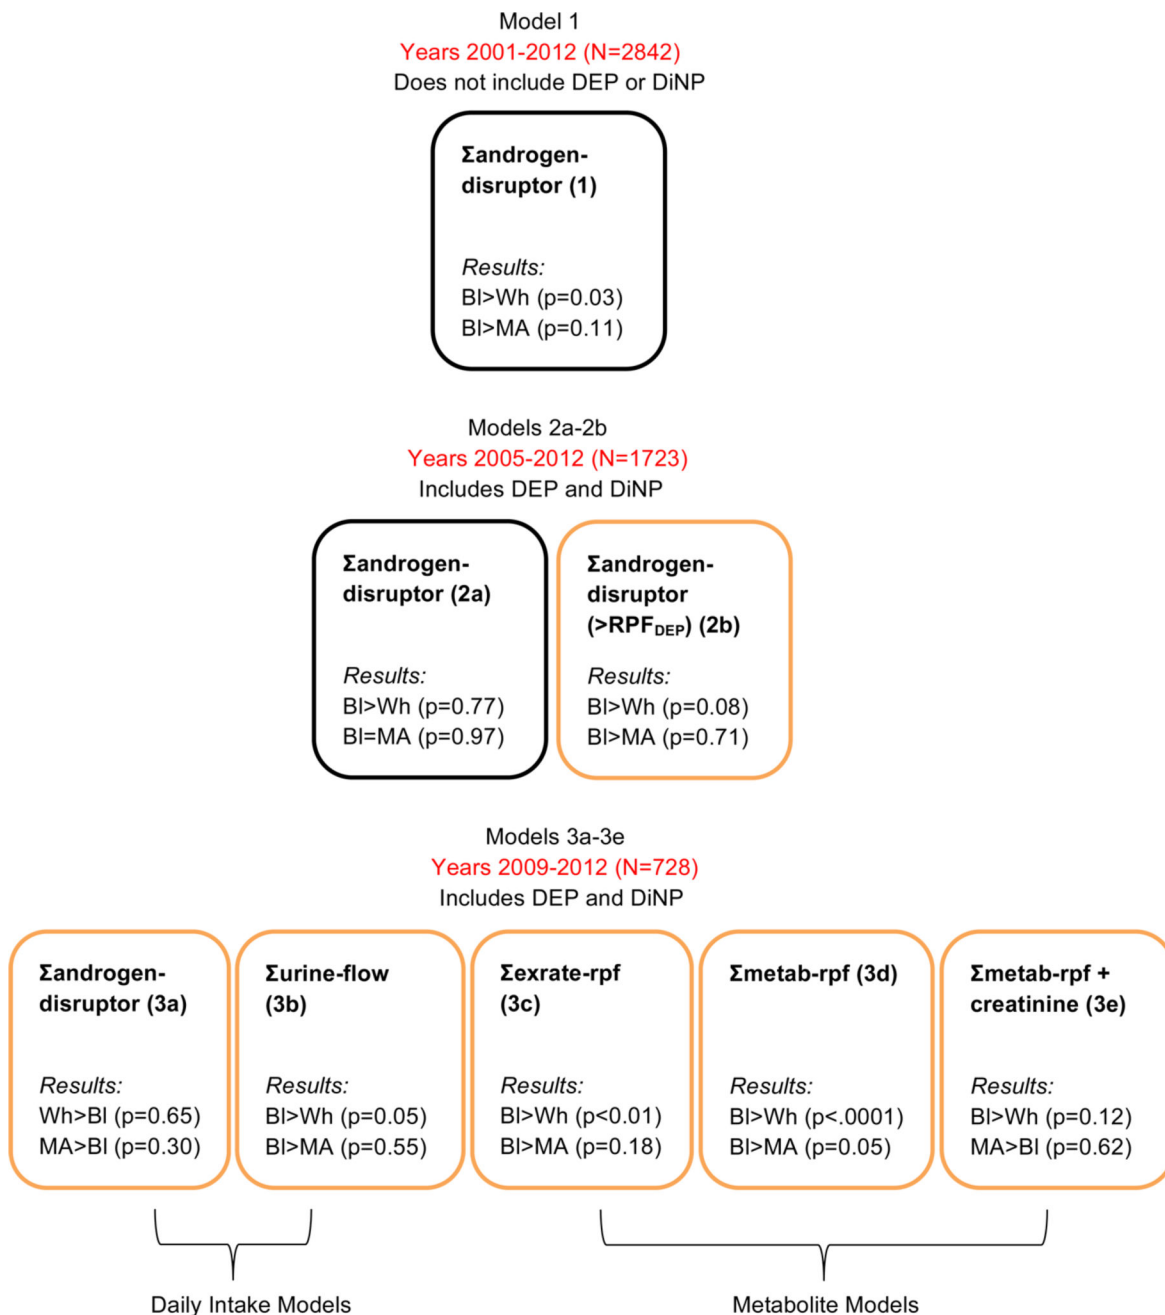 Model 1
Years 2001-2012 (N=2842)
Does not include DEP or DiNP
Σandrogen-
disruptor (1)
Results:
Bl>Wh (p=0.03)
Bl>MA (p=0.11)
Models 2a-2b
Years 2005-2012 (N=1723)
Includes DEP and DiNP
Σandrogen-
disruptor (2a)
Results:
Bl>Wh (p=0.77)
Bl=MA (p=0.97)
Σandrogen-
disruptor
(>RPFDEP) (2b)
Results:
Bl>Wh (p=0.08)
Bl>MA (p=0.71)
Models 3a-3e
Years 2009-2012 (N=728)
Includes DEP and DiNP
Σandrogen-
disruptor (3a)
Results:
Wh>Bl (p=0.65)
MA>Bl (p=0.30)
Σurine-flow
(3b)
Results:
Bl>Wh (p=0.05)
Bl>MA (p=0.55)
Σexrate-rpf
(3c)
Results:
Bl>Wh (p<0.01)
Bl>MA (p=0.18)
Σmetab-rpf (3d)
Results:
Bl>Wh (p<.0001)
Bl>MA (p=0.05)
Σmetab-rpf +
creatinine (3e)
Results:
Bl>Wh (p=0.12)
MA>Bl (p=0.62)
Daily Intake Models
Metabolite Models